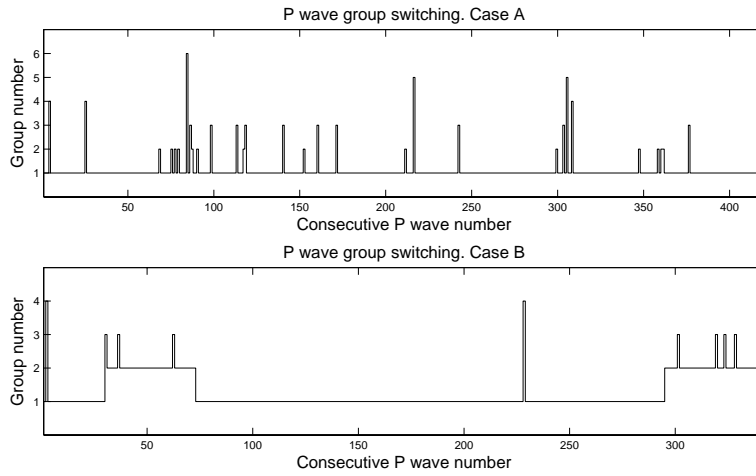 P wave group switching. Case A
Group number
6
5
4
3
2
1
50 100 150 200 250 300 350 400
Consecutive P wave number
P wave group switching. Case B
Group number
4
3
2
1
50 100 150 200 250 300
Consecutive P wave number